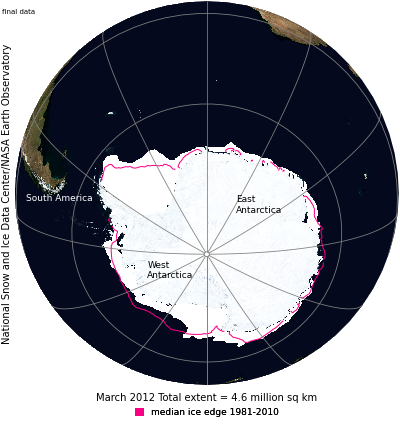 final data
National Snow and Ice Data Center/NASA Earth Observatory
South America
East
Antarctica
West
Antarctica
March 2012 Total extent = 4.6 million sq km
median ice edge 1981-2010